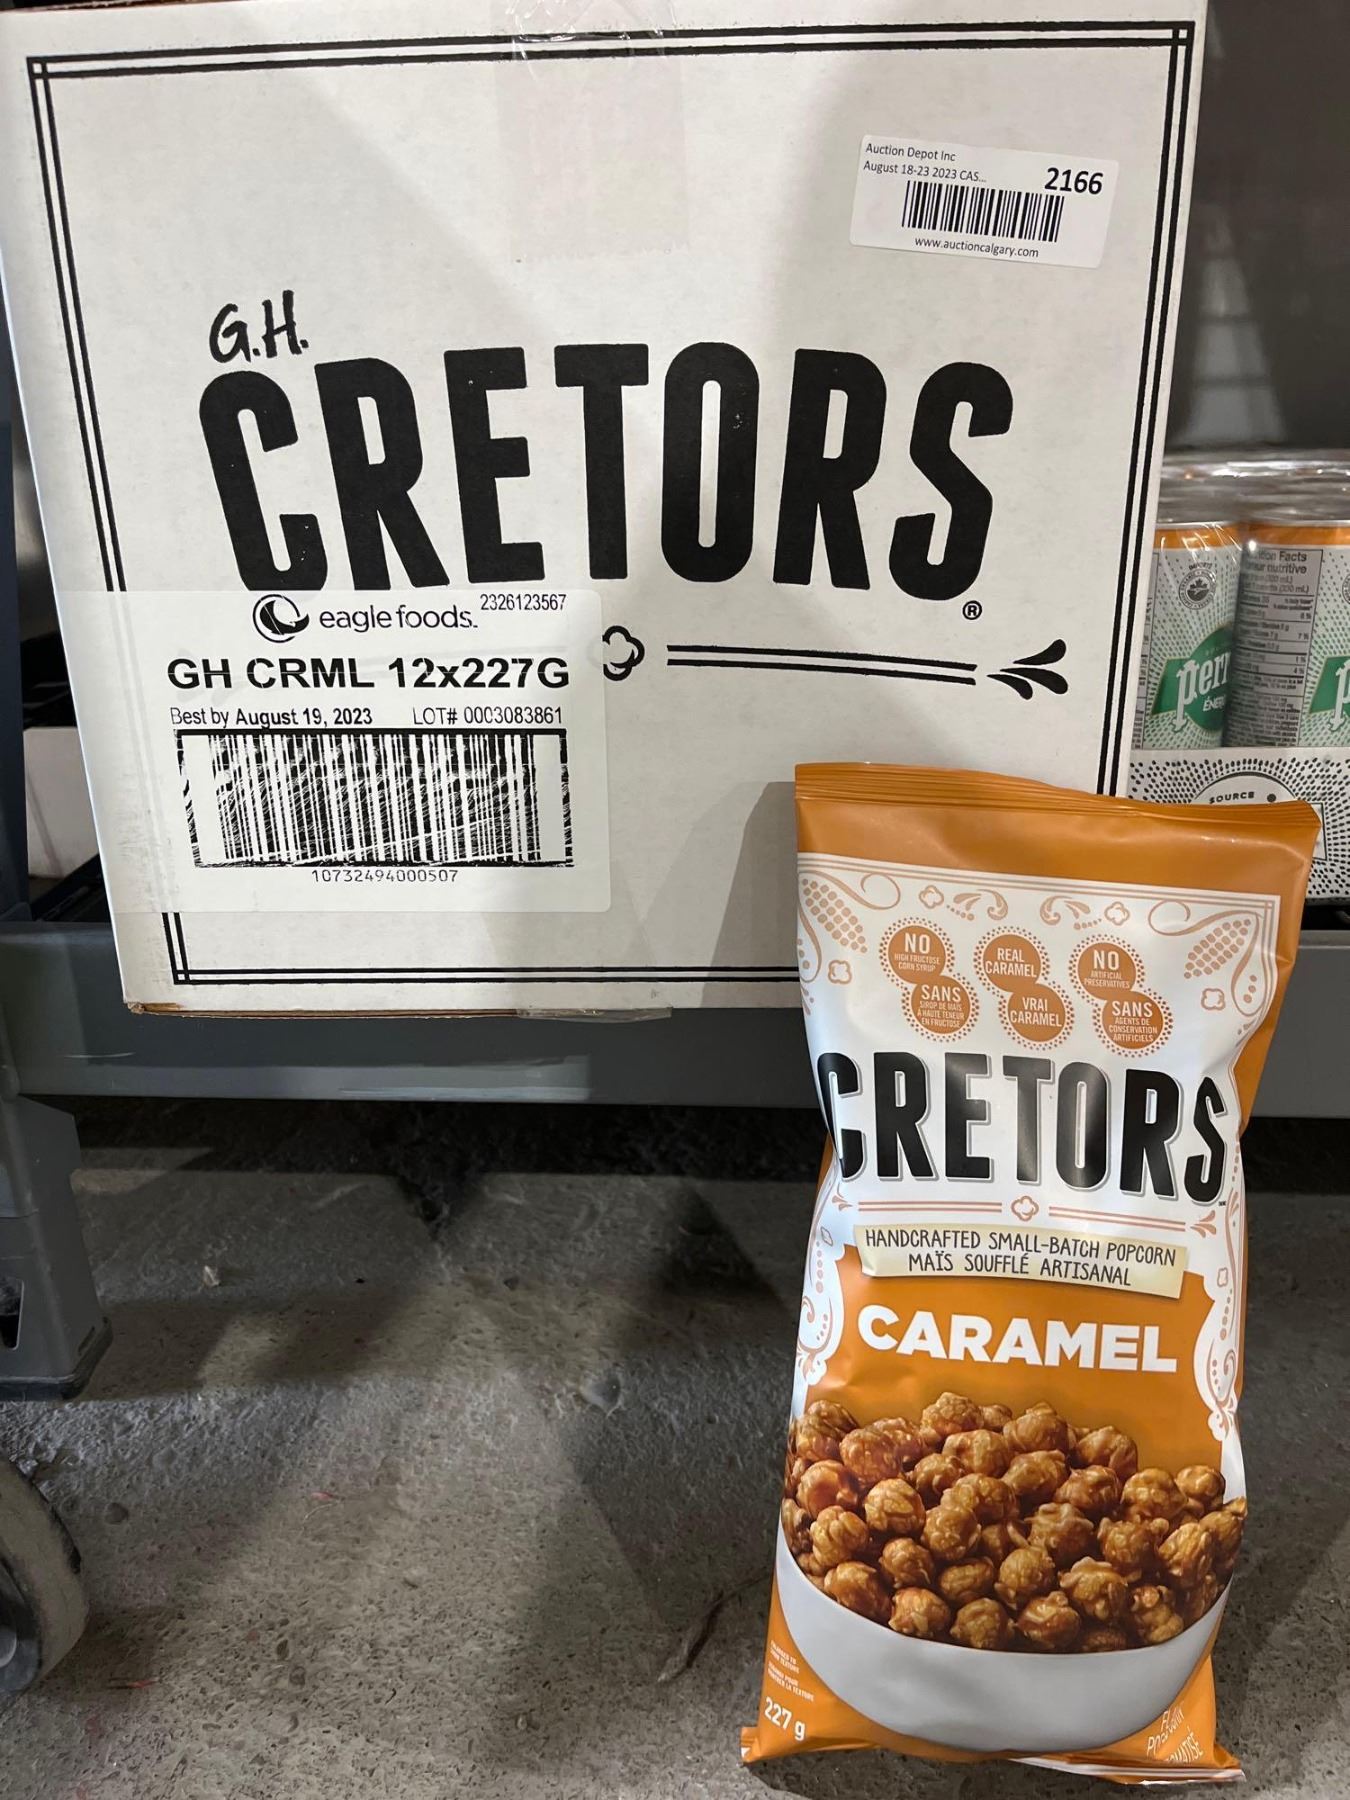 Auction Depot Inc
August 18-23 2023 CAS...
2166
www.auctioncalgary.com
G.H.
CRETORS
®
eagle foods.
2326123567
GH CRML 12x227G
Best by August 19, 2023
LOT# 0003083861
10732494000507
NO
HIGH FRUCTOSE
CORN SYRUP
SANS
SIROP DE MAÏS
À HAUTE TENEUR
EN FRUCTOSE
REAL
CARAMEL
VRAI
CARAMEL
NO
ARTIFICIAL
PRESERVATIVES
SANS
AGENTS DE
CONSERVATION
ARTIFICIELS
CRETORS
HANDCRAFTED SMALL-BATCH POPCORN
MAÏS SOUFFLÉ ARTISANAL
CARAMEL
227 g
Facts
nutritive
SOURCE